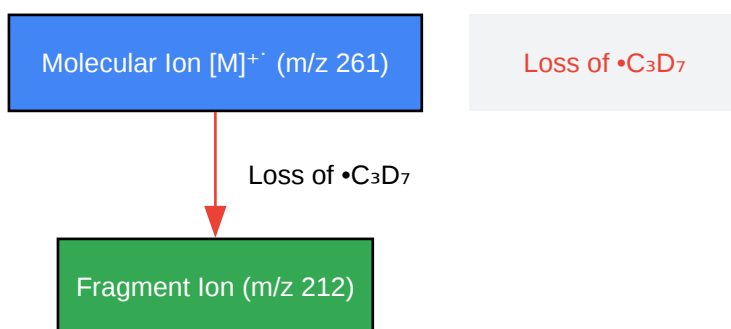 Molecular Ion [M]⁺˙ (m/z 261)
Loss of •C₃D₇
Loss of •C₃D₇
Fragment Ion (m/z 212)